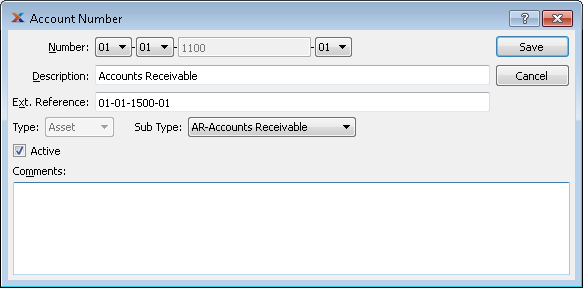 Account Number
Number: 01 - 01 - 1100 - 01 Save
Description: Accounts Receivable Cancel
Ext. Reference: 01-01-1500-01
Type: Asset Sub Type: AR-Accounts Receivable
Active
Comments: